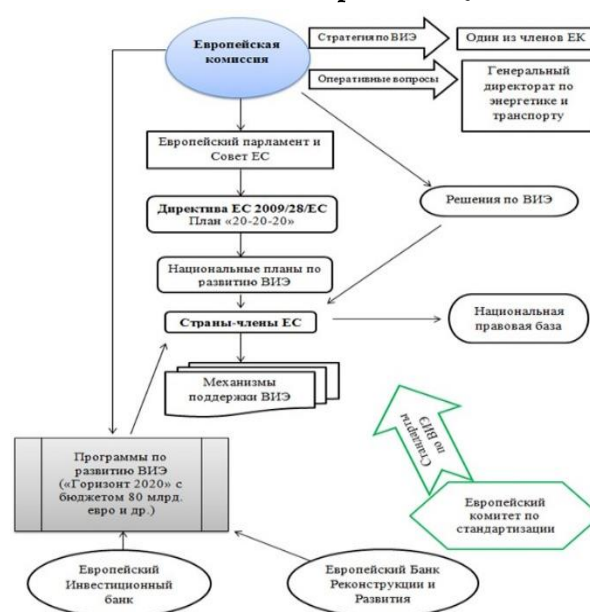 Европейская
комиссия
Стратегия по ВИЭ
Один из членов ЕК
Оперативные вопросы
Генеральный
директорат по
энергетике и
транспорту
Европейский парламент и
Совет ЕС
Директива ЕС 2009/28/ЕС
План «20-20-20»
Решения по ВИЭ
Национальные планы по
развитию ВИЭ
Страны-члены ЕС
Национальная
правовая база
Механизмы
поддержки ВИЭ
Стандарты
по ВИЭ
Программы по
развитию ВИЭ
(«Горизонт 2020» с
бюджетом 80 млрд.
евро и др.)
Европейский
комитет по
стандартизации
Европейский
Инвестиционный
банк
Европейский Банк
Реконструкции и
Развития